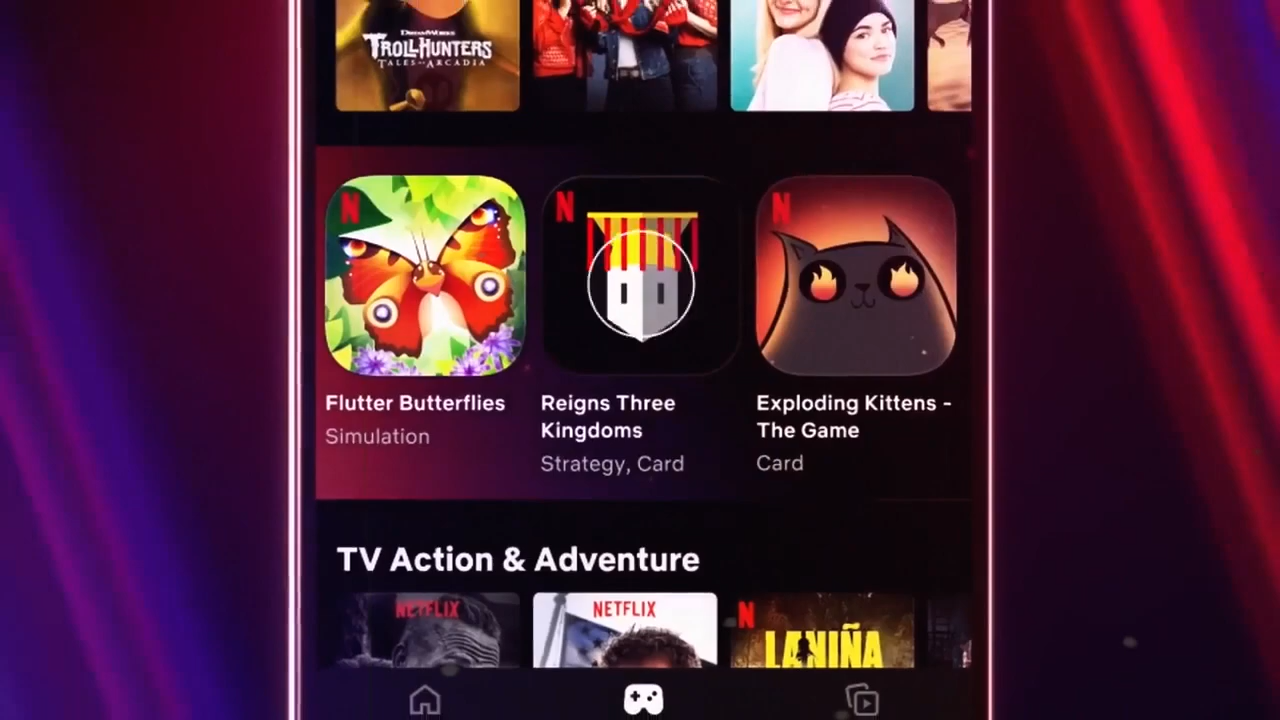 DREAMWORKS
TROLLHUNTERS
TALES OF ARCADIA
N
N
N
Flutter Butterflies
Simulation
Reigns Three
Kingdoms
Strategy, Card
Exploding Kittens -
The Game
Card
TV Action & Adventure
NETFLIX
NETFLIX
N
LA NIÑA